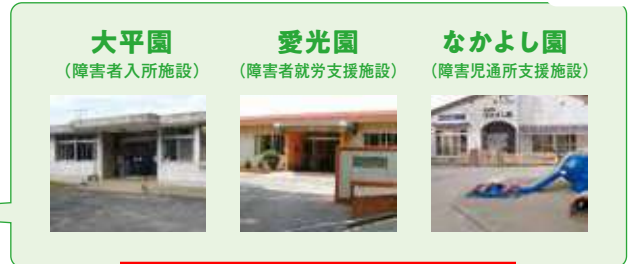 大平園
（障害者入所施設）
愛光園
（障害者就労支援施設）
なかよし園
（障害児通所支援施設）